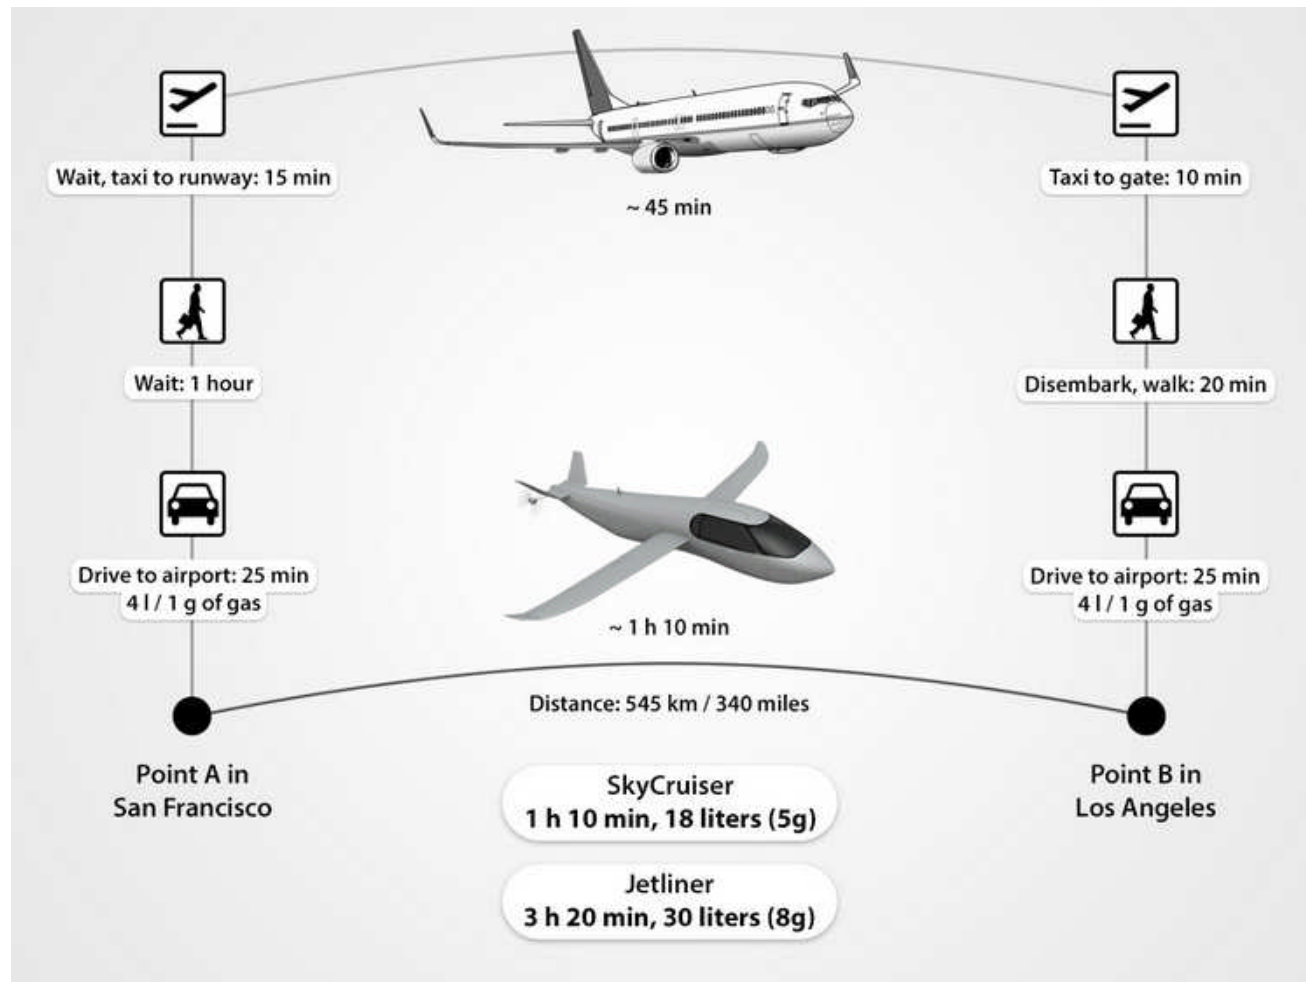 Wait, taxi to runway: 15 min
~ 45 min
Taxi to gate: 10 min
Wait: 1 hour
Disembark, walk: 20 min
Drive to airport: 25 min
4 l / 1 g of gas
Drive to airport: 25 min
4 l / 1 g of gas
~ 1 h 10 min
Distance: 545 km / 340 miles
Point A in
San Francisco
Point B in
Los Angeles
SkyCruiser
1 h 10 min, 18 liters (5g)
Jetliner
3 h 20 min, 30 liters (8g)